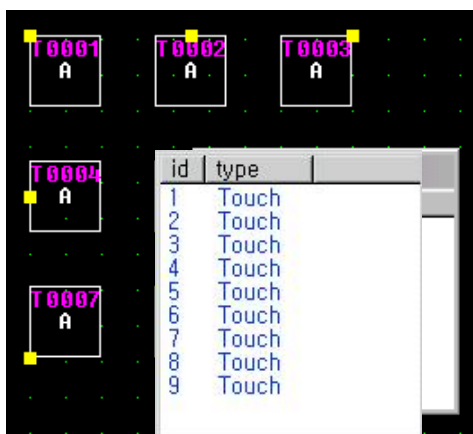 T0001 T0002 T0003
A A A
T0004
A
T0007
A
id type
1 Touch
2 Touch
3 Touch
4 Touch
5 Touch
6 Touch
7 Touch
8 Touch
9 Touch